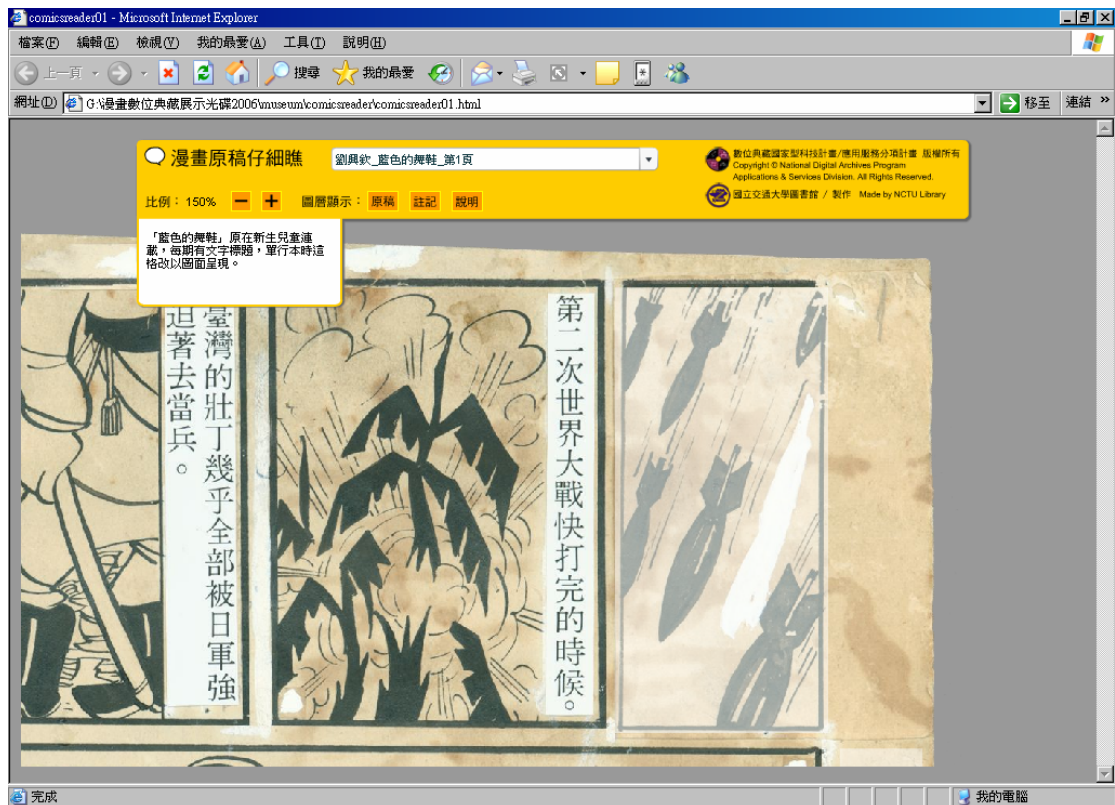 comicsreader01 - Microsoft Internet Explorer
檔案(F) 編輯(E) 檢視(V) 我的最愛(A) 工具(T) 說明(H)
上一頁 搜尋 我的最愛
網址(D) G:\漫畫數位典藏展示光碟2006\museum\comicsreader\comicsreader01.html 移至 連結 »
漫畫原稿仔細瞧 劉興欽_藍色的舞鞋_第1頁
比例：150% 圖層顯示： 原稿 註記 說明
數位典藏國家型科技計畫/應用服務分項計畫 版權所有
Copyright © National Digital Archives Program
Applications & Services Division. All Rights Reserved.
國立交通大學圖書館 / 製作 Made by NCTU Library
「藍色的舞鞋」原在新生兒童連
載，每期有文字標題，單行本時這
格改以圖面呈現。
第二次世界大戰快打完的時候。
臺灣的壯丁幾乎全部被日軍強
迫著去當兵。
完成 我的電腦